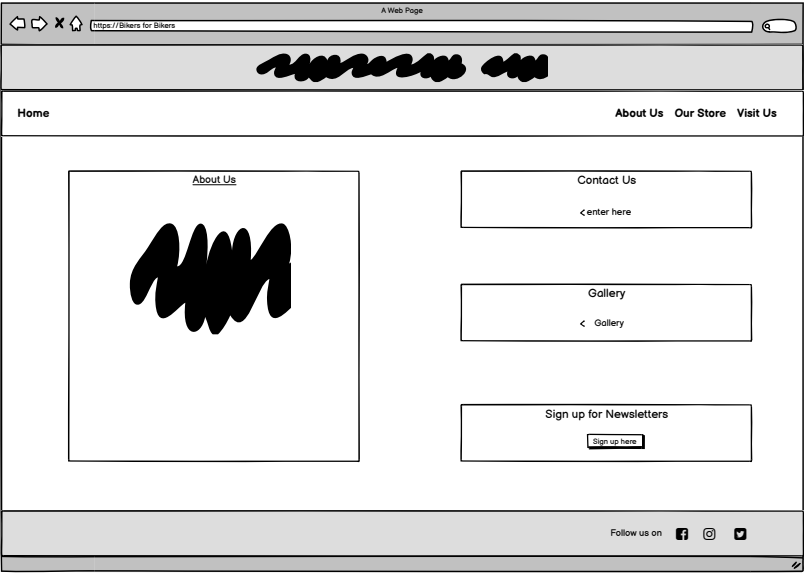 A Web Page
https://Bikers for Bikers
Home
About Us
Our Store
Visit Us
About Us
Contact Us
< enter here
Gallery
< Gallery
Sign up for Newsletters
Sign up here
Follow us on